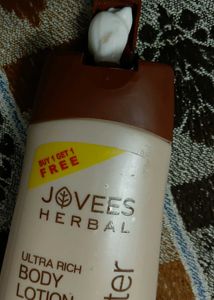 BUY 1 GET 1
FREE
JOVEES
HERBAL
ULTRA RICH
BODY
LOTION